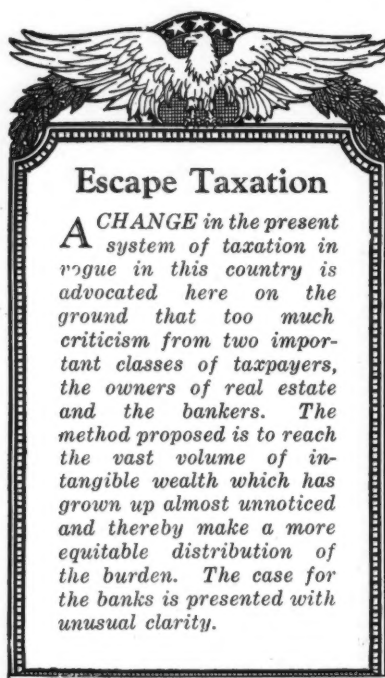 Escape Taxation
A CHANGE in the present
system of taxation in
vogue in this country is
advocated here on the
ground that too much
criticism from two impor-
tant classes of taxpayers,
the owners of real estate
and the bankers. The
method proposed is to reach
the vast volume of in-
tangible wealth which has
grown up almost unnoticed
and thereby make a more
equitable distribution of
the burden. The case for
the banks is presented with
unusual clarity.